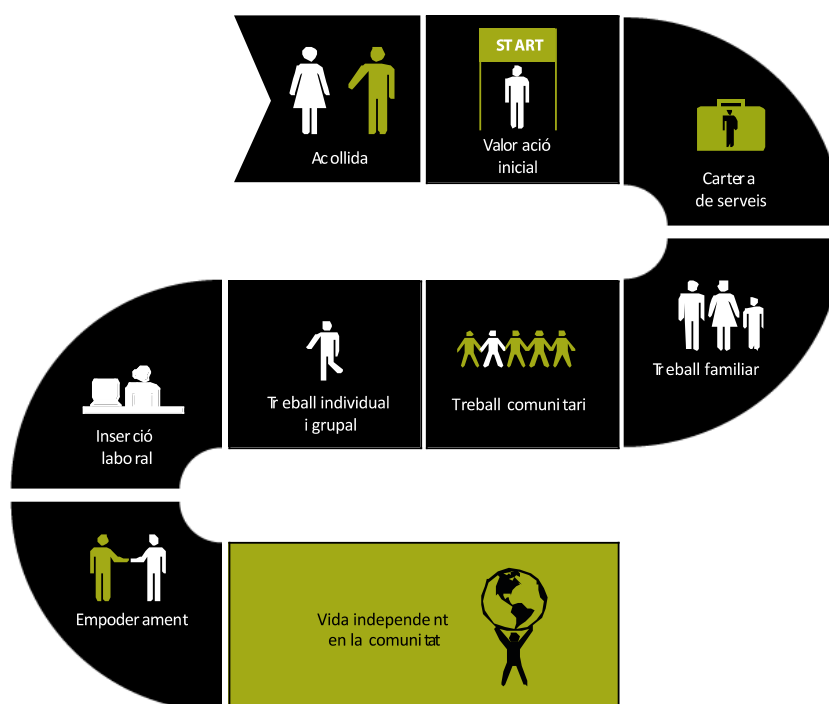 Acollida
START
Valoració
inicial
Cartera
de serveis
Treball familiar
Treball comunitari
Treball individual
i grupal
Inserció
laboral
Empoderament
Vida independent
en la comunitat